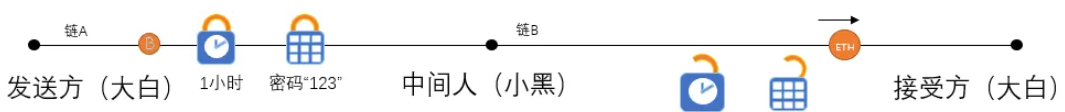 链A
链B
B
ETH
1小时
密码“123”
发送方（大白）
中间人（小黑）
接受方（大白）